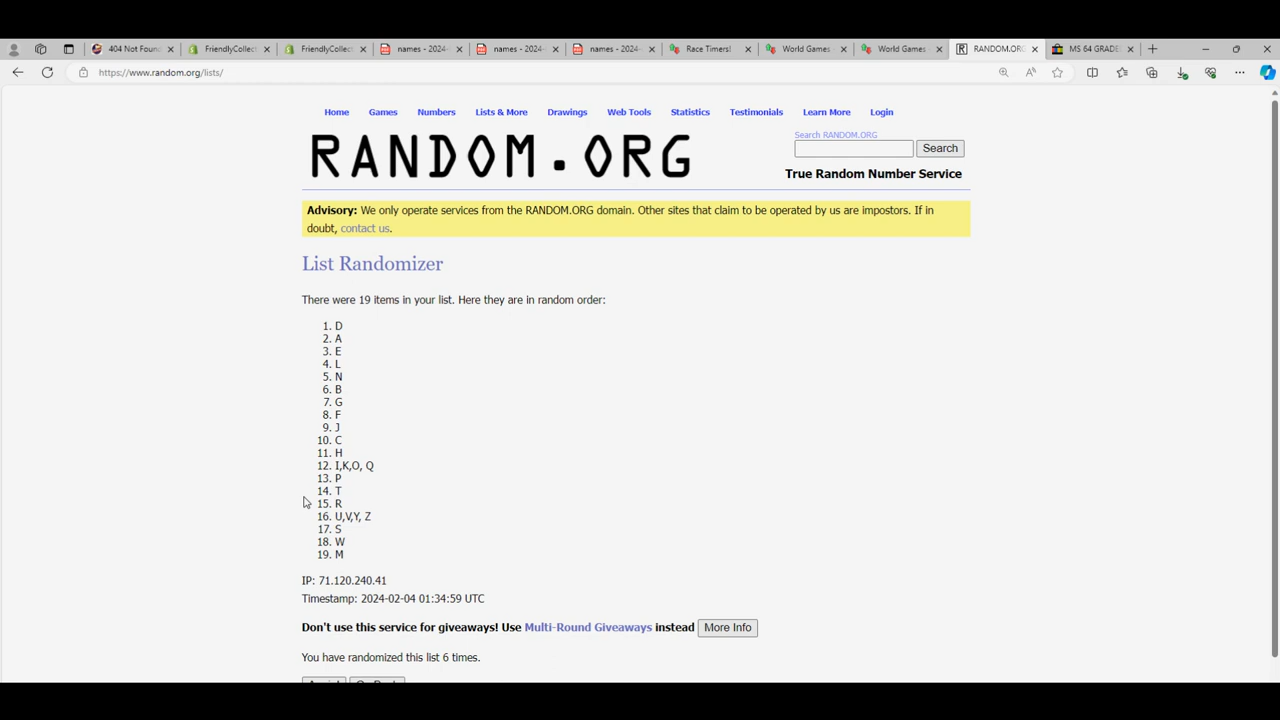 404 Not Foun
FriendlyCollect
FriendlyCollect
names - 2024-
names - 2024-
names - 2024-
Race Timers!
World Games
World Games
RANDOM.ORG
MS 64 GRADE
https://www.random.org/lists/
Home Games Numbers Lists & More Drawings Web Tools Statistics Testimonials Learn More Login
RANDOM.ORG
Search RANDOM.ORG
Search
True Random Number Service
Advisory: We only operate services from the RANDOM.ORG domain. Other sites that claim to be operated by us are impostors. If in
doubt, contact us.
List Randomizer
There were 19 items in your list. Here they are in random order:
1. D
2. A
3. E
4. L
5. N
6. B
7. G
8. F
9. J
10. C
11. H
12. I,K,O, Q
13. P
14. T
15. R
16. U,V,Y, Z
17. S
18. W
19. M
IP: 71.120.240.41
Timestamp: 2024-02-04 01:34:59 UTC
Don't use this service for giveaways! Use Multi-Round Giveaways instead More Info
You have randomized this list 6 times.